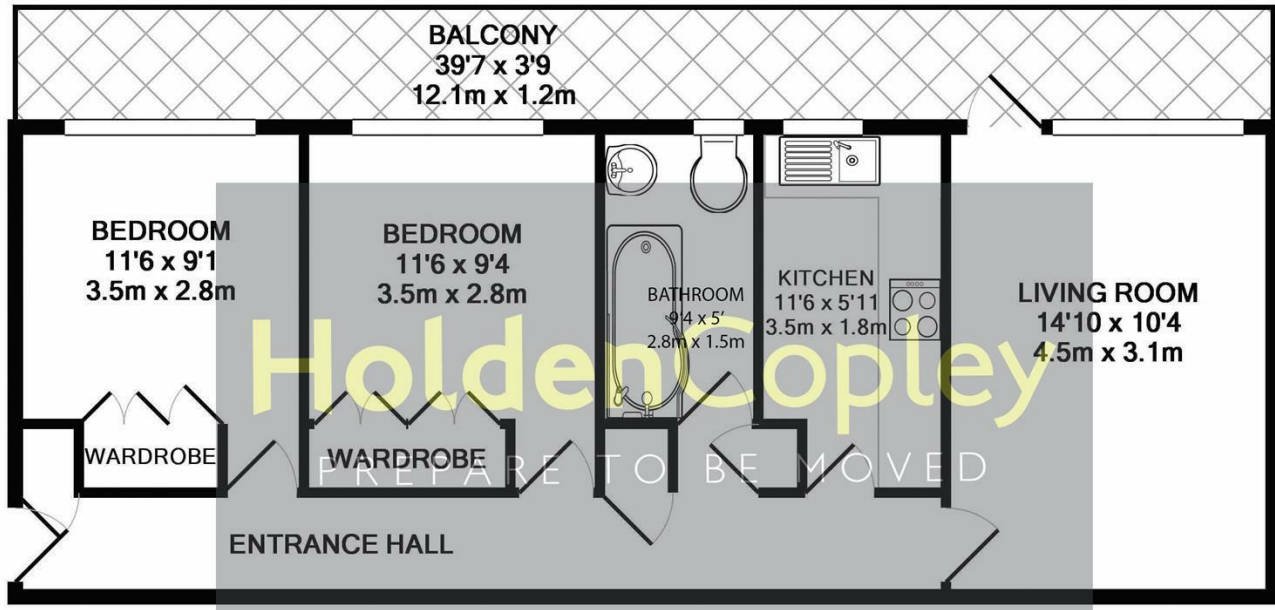 BALCONY
39'7 x 3'9
12.1m x 1.2m
BEDROOM
11'6 x 9'1
3.5m x 2.8m
BEDROOM
11'6 x 9'4
3.5m x 2.8m
BATHROOM
9'4 x 5'
2.8m x 1.5m
KITCHEN
11'6 x 5'11
3.5m x 1.8m
LIVING ROOM
14'10 x 10'4
4.5m x 3.1m
HoldenCopley
PREPARE TO BE MOVED
WARDROBE
WARDROBE
ENTRANCE HALL